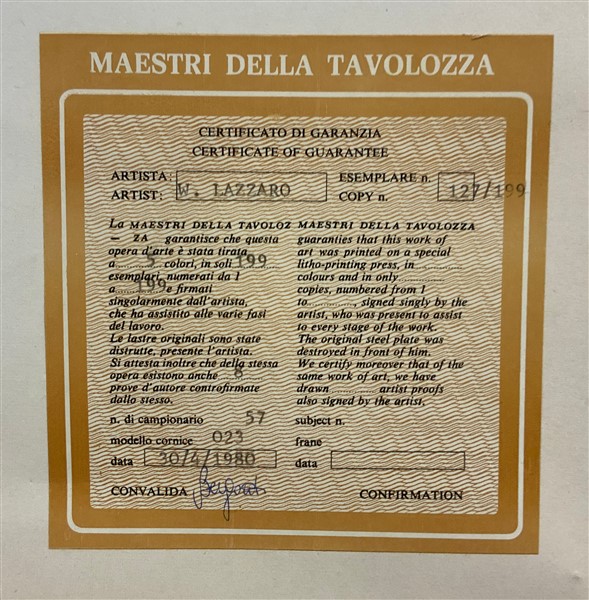 MAESTRI DELLA TAVOLOZZA
CERTIFICATO DI GARANZIA
CERTIFICATE OF GUARANTEE
ARTISTA:
ARTIST: W. LAZZARO
ESEMPLARE n.
COPY n. 127/199
La MAESTRI DELLA TAVOLOZ
ZA garantisce che questa
opera d'arte è stata tirata
a 5 colori, in soli 199
esemplari, numerati da 1
a 199 e firmati
singolarmente dall'artista,
che ha assistito alle varie fasi
del lavoro.
Le lastre originali sono state
distrutte, presente l'artista.
Si attesta inoltre che della stessa
opera esistono anche 8
prove d'autore controfirmate
dallo stesso.
MAESTRI DELLA TAVOLOZZA
guaranties that this work of
art was printed on a special
litho-printing press, in
colours and in only
copies, numbered from 1
to, signed singly by the
artist, who was present to assist
to every stage of the work.
The original steel plate was
destroyed in front of him.
We certify moreover that of the
same work of art, we have
drawn artist proofs
also signed by the artist.
n. di campionario 57
modello cornice 023
data 30/4/1980
CONVALIDA
subject n.
frane
data
CONFIRMATION